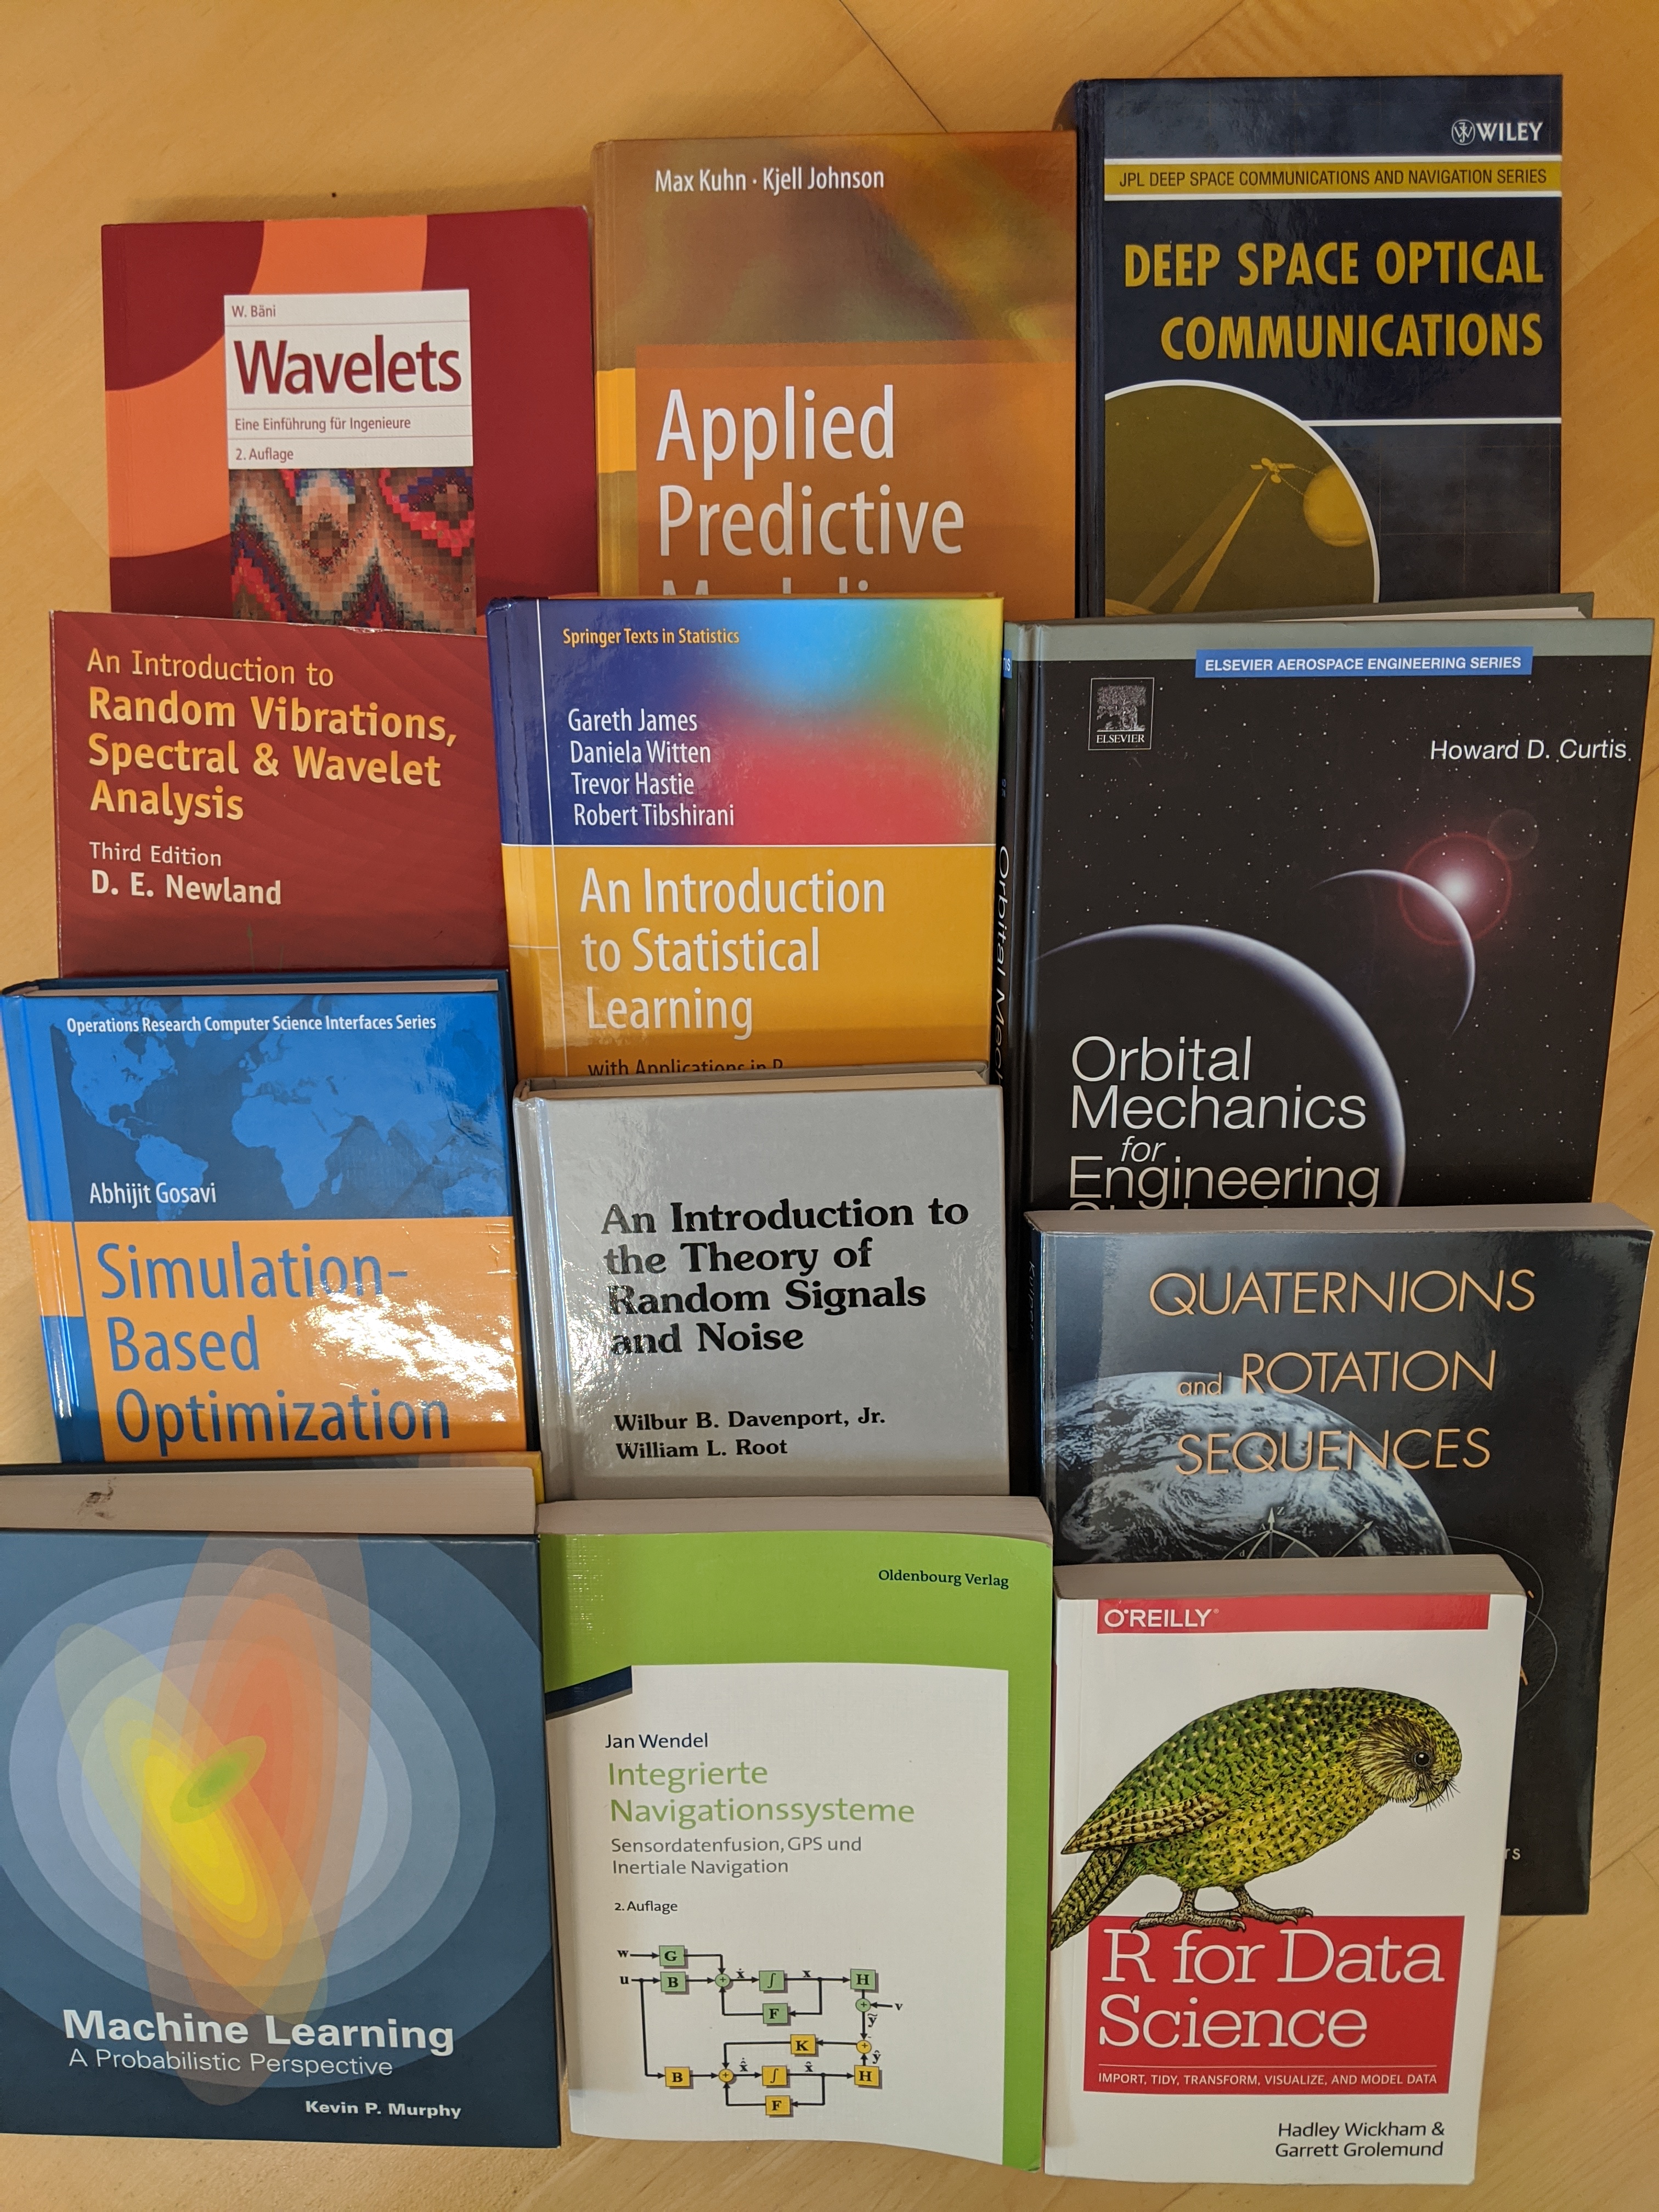 W. Bäni
Wavelets
Eine Einführung für Ingenieure
2. Auflage
Max Kuhn · Kjell Johnson
Applied
Predictive
WILEY
JPL DEEP SPACE COMMUNICATIONS AND NAVIGATION SERIES
DEEP SPACE OPTICAL
COMMUNICATIONS
An Introduction to
Random Vibrations,
Spectral & Wavelet
Analysis
Third Edition
D. E. Newland
Springer Texts in Statistics
Gareth James
Daniela Witten
Trevor Hastie
Robert Tibshirani
An Introduction
to Statistical
Learning
with Applications in R
ELSEVIER AEROSPACE ENGINEERING SERIES
ELSEVIER
Howard D. Curtis
Orbital
Mechanics
for
Engineering
Orbital
Operations Research Computer Science Interfaces Series
Abhijit Gosavi
Simulation-
Based
Optimization
An Introduction to
the Theory of
Random Signals
and Noise
Wilbur B. Davenport, Jr.
William L. Root
QUATERNIONS
and ROTATION
SEQUENCES
Machine Learning
A Probabilistic Perspective
Kevin P. Murphy
Oldenbourg Verlag
Jan Wendel
Integrierte
Navigationssysteme
Sensordatenfusion, GPS und
Inertiale Navigation
2. Auflage
w G
u B + ẋ ∫ x H
F + v
ỹ
K + ŷ
B + ∫ x̂ H
F
O'REILLY®
R for Data
Science
IMPORT, TIDY, TRANSFORM, VISUALIZE, AND MODEL DATA
Hadley Wickham &
Garrett Grolemund